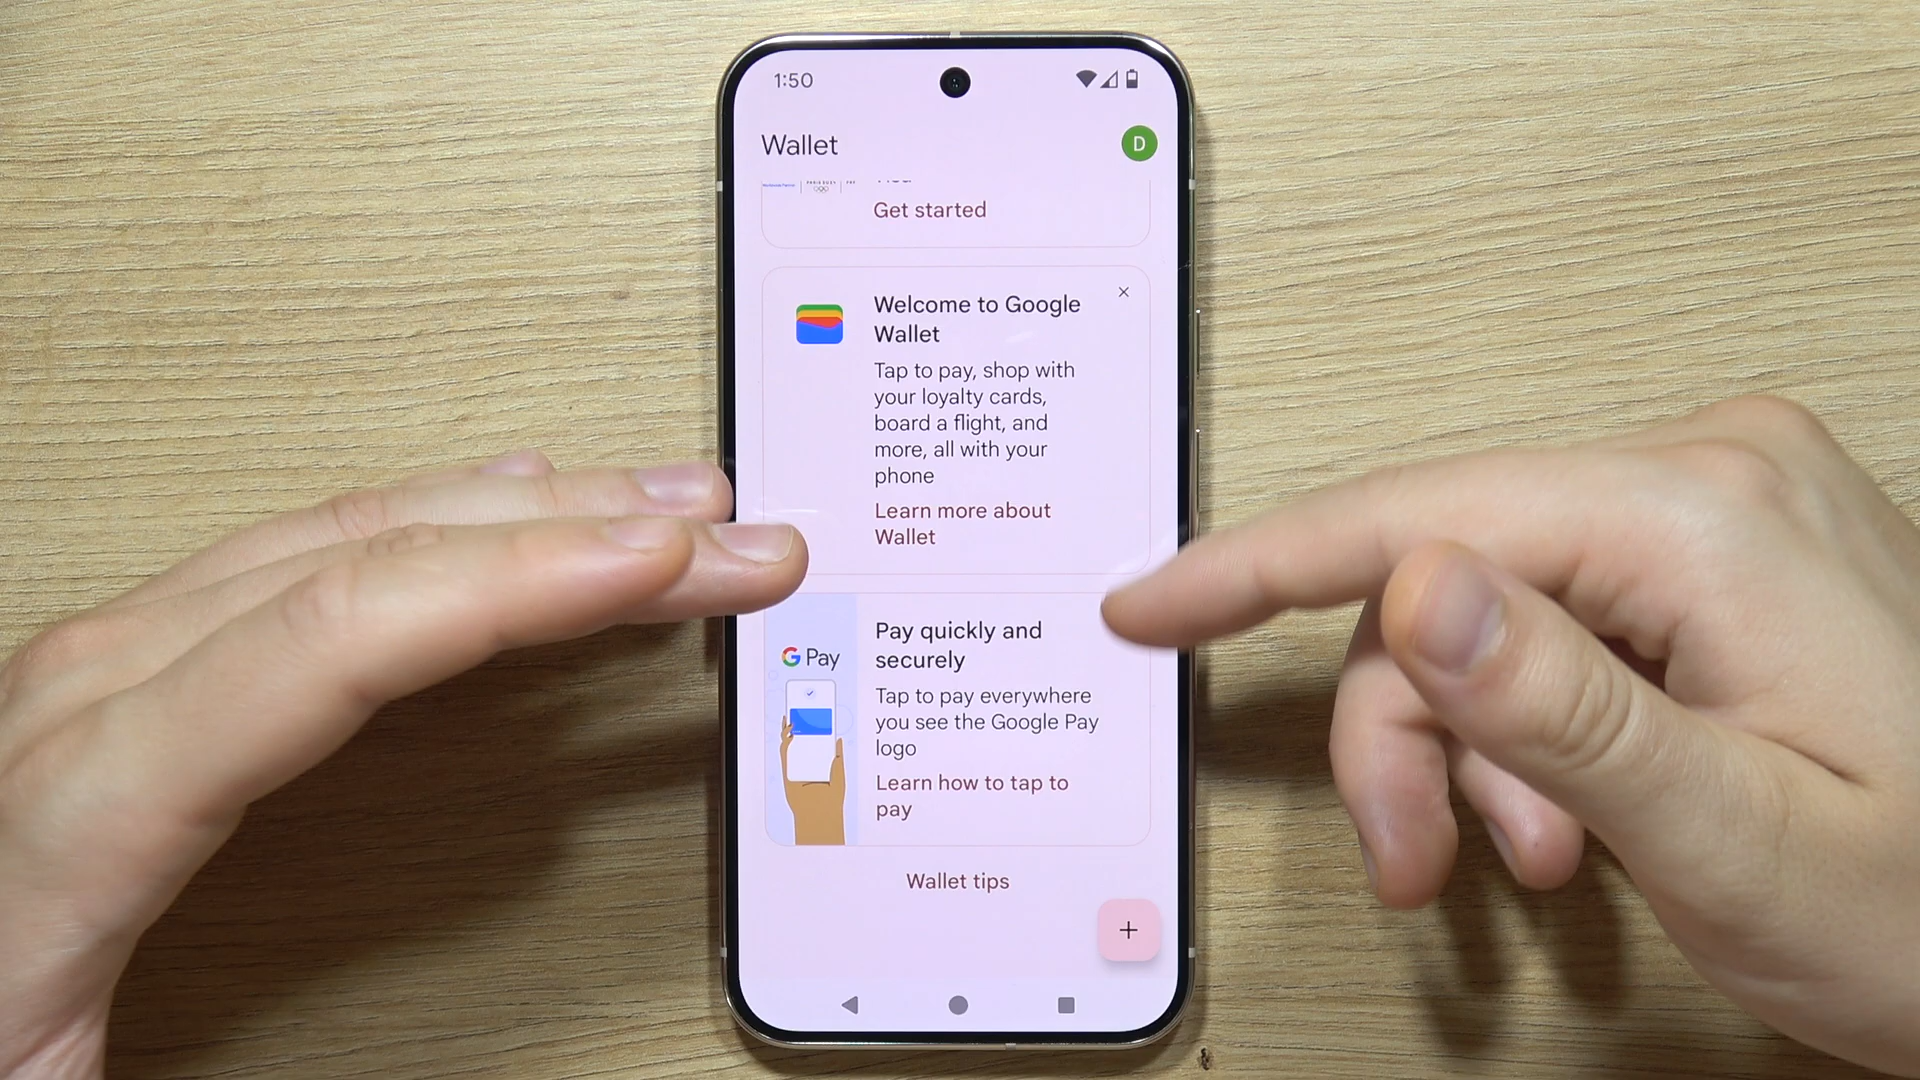 1:50
Wallet
D
PARIS 2024
Get started
Welcome to Google
Wallet
Tap to pay, shop with
your loyalty cards,
board a flight, and
more, all with your
phone
Learn more about
Wallet
G Pay
Pay quickly and
securely
Tap to pay everywhere
you see the Google Pay
logo
Learn how to tap to
pay
Wallet tips